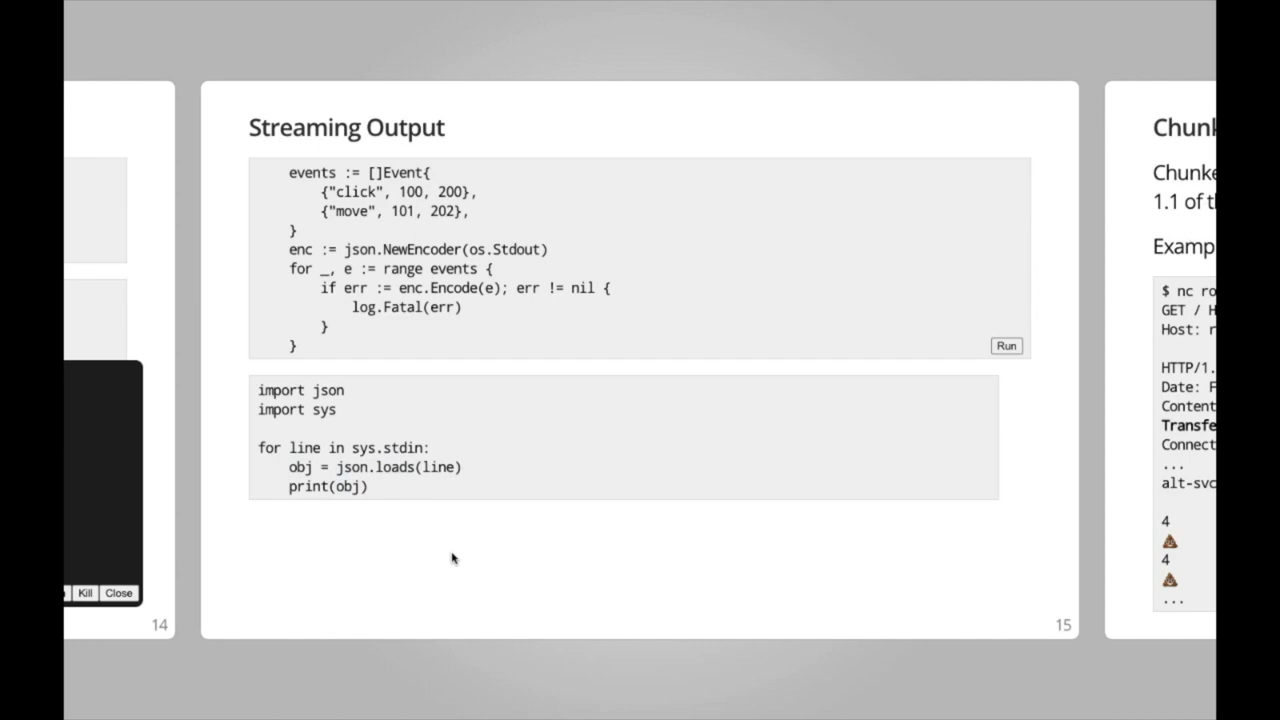 Streaming Output
    events := []Event{
        {"click", 100, 200},
        {"move", 101, 202},
    }
    enc := json.NewEncoder(os.Stdout)
    for _, e := range events {
        if err := enc.Encode(e); err != nil {
            log.Fatal(err)
        }
    }
Run
import json
import sys

for line in sys.stdin:
    obj = json.loads(line)
    print(obj)
15
Kill Close
14
Chunk
Chunke
1.1 of t
Examp
$ nc ro
GET / H
Host: r
HTTP/1.
Date: F
Content
Transfe
Connect
...
alt-svc
4
💩
4
💩
...